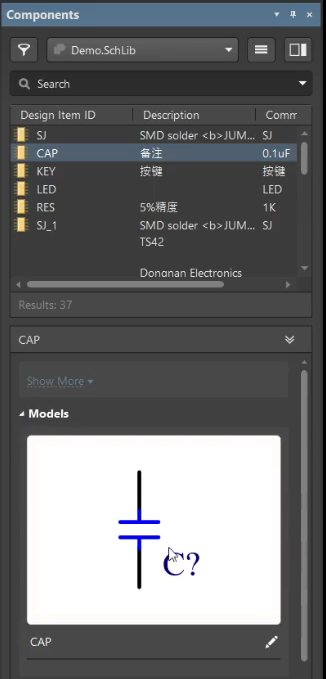 Components
Demo.SchLib
Search
Design Item ID Description Comm
SJ SMD solder <b>JUM... SJ
CAP 备注 0.1uF
KEY 按键 按键
LED LED
RES 5%精度 1K
SJ_1 SMD solder <b>JUM... SJ
TS42
Dongnan Electronics
Results: 37
CAP
Show More
Models
C?
CAP